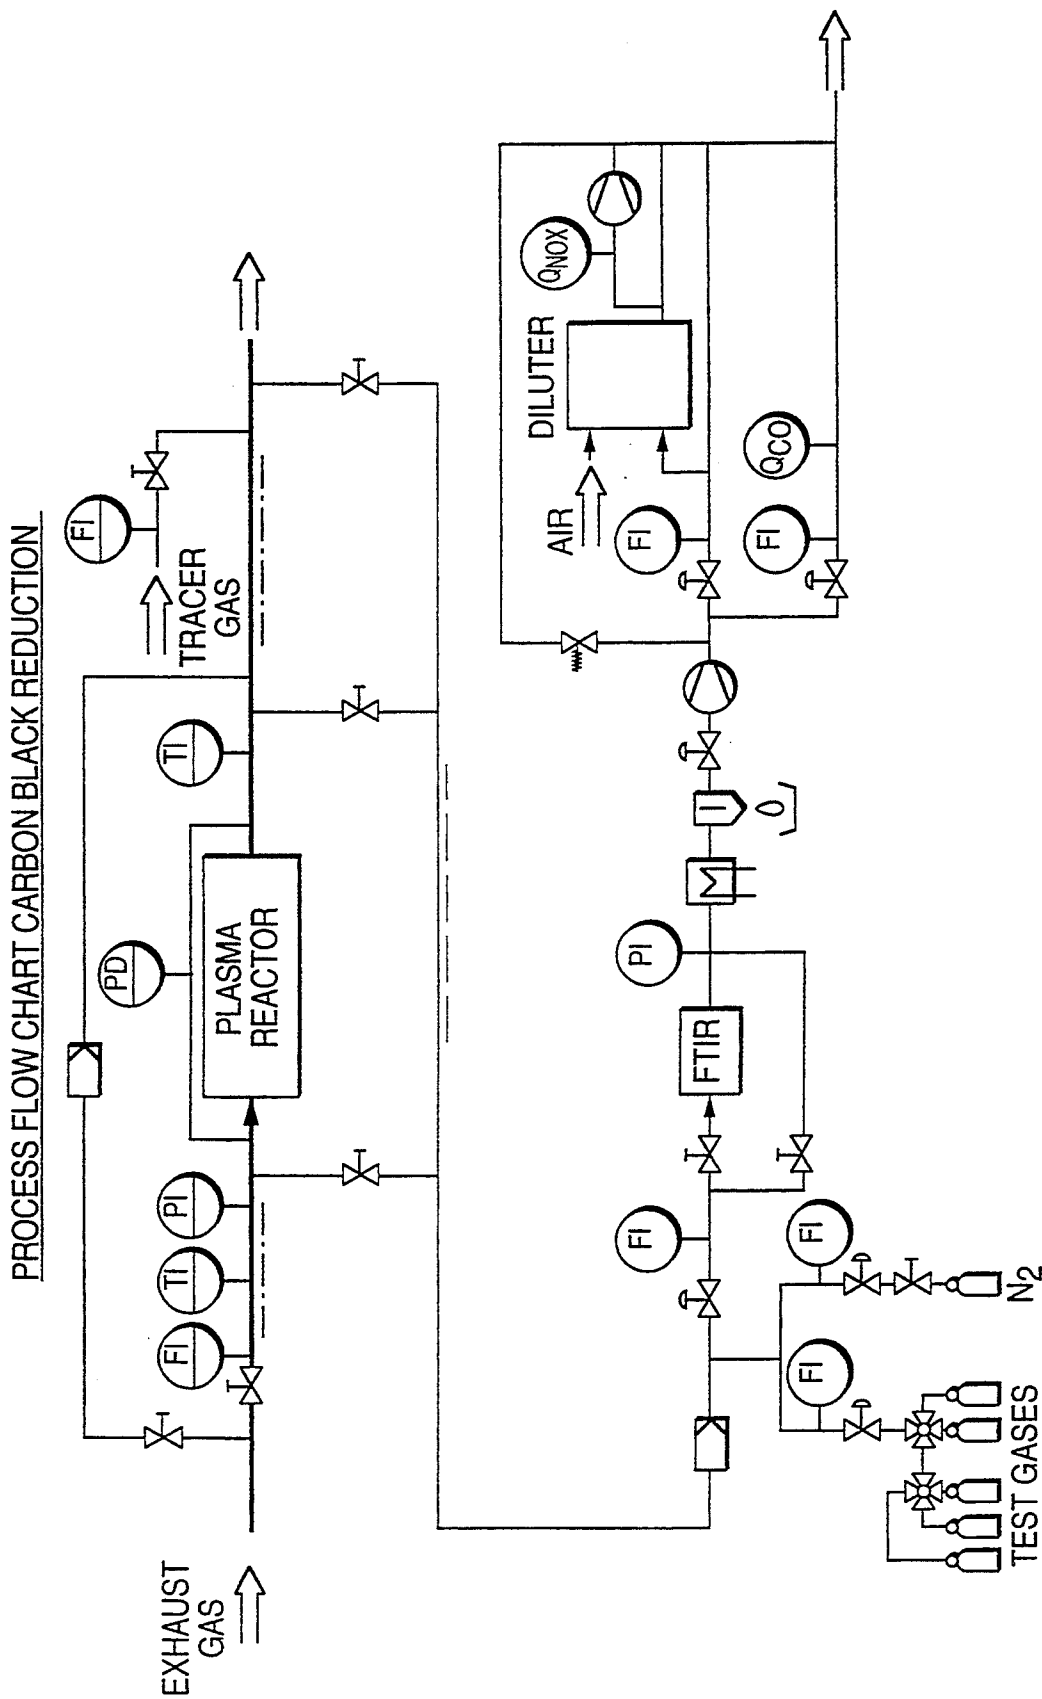 PROCESS FLOW CHART CARBON BLACK REDUCTION
EXHAUST
GAS
FI
TI
PI
PD
PLASMA
REACTOR
TI
TRACER
GAS
FI
TEST GASES
FI
N2
FI
FI
FTIR
PI
FI
FI
AIR
DILUTER
QNOX
QCO